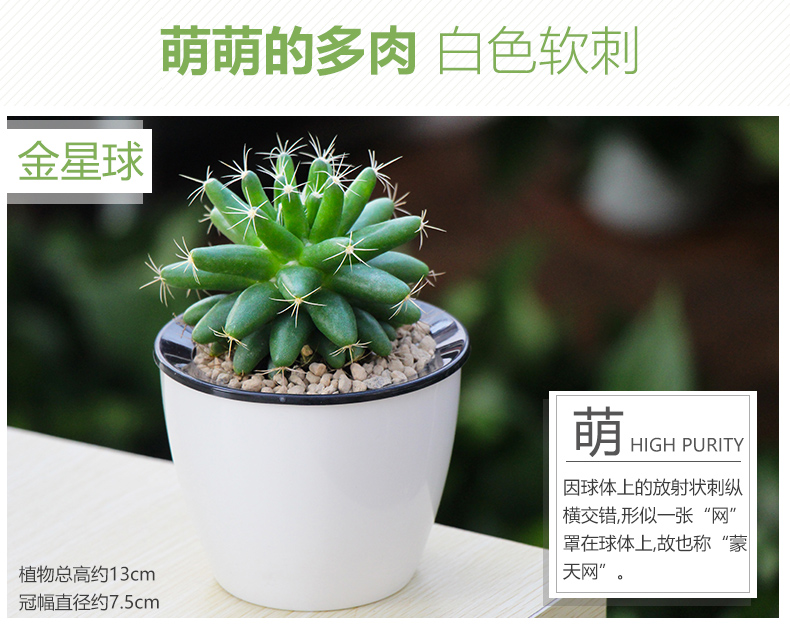 萌萌的多肉 白色软刺
金星球
萌 HIGH PURITY
因球体上的放射状刺纵
横交错,形似一张“网”
罩在球体上,故也称“蒙
天网”。
植物总高约13cm
冠幅直径约7.5cm